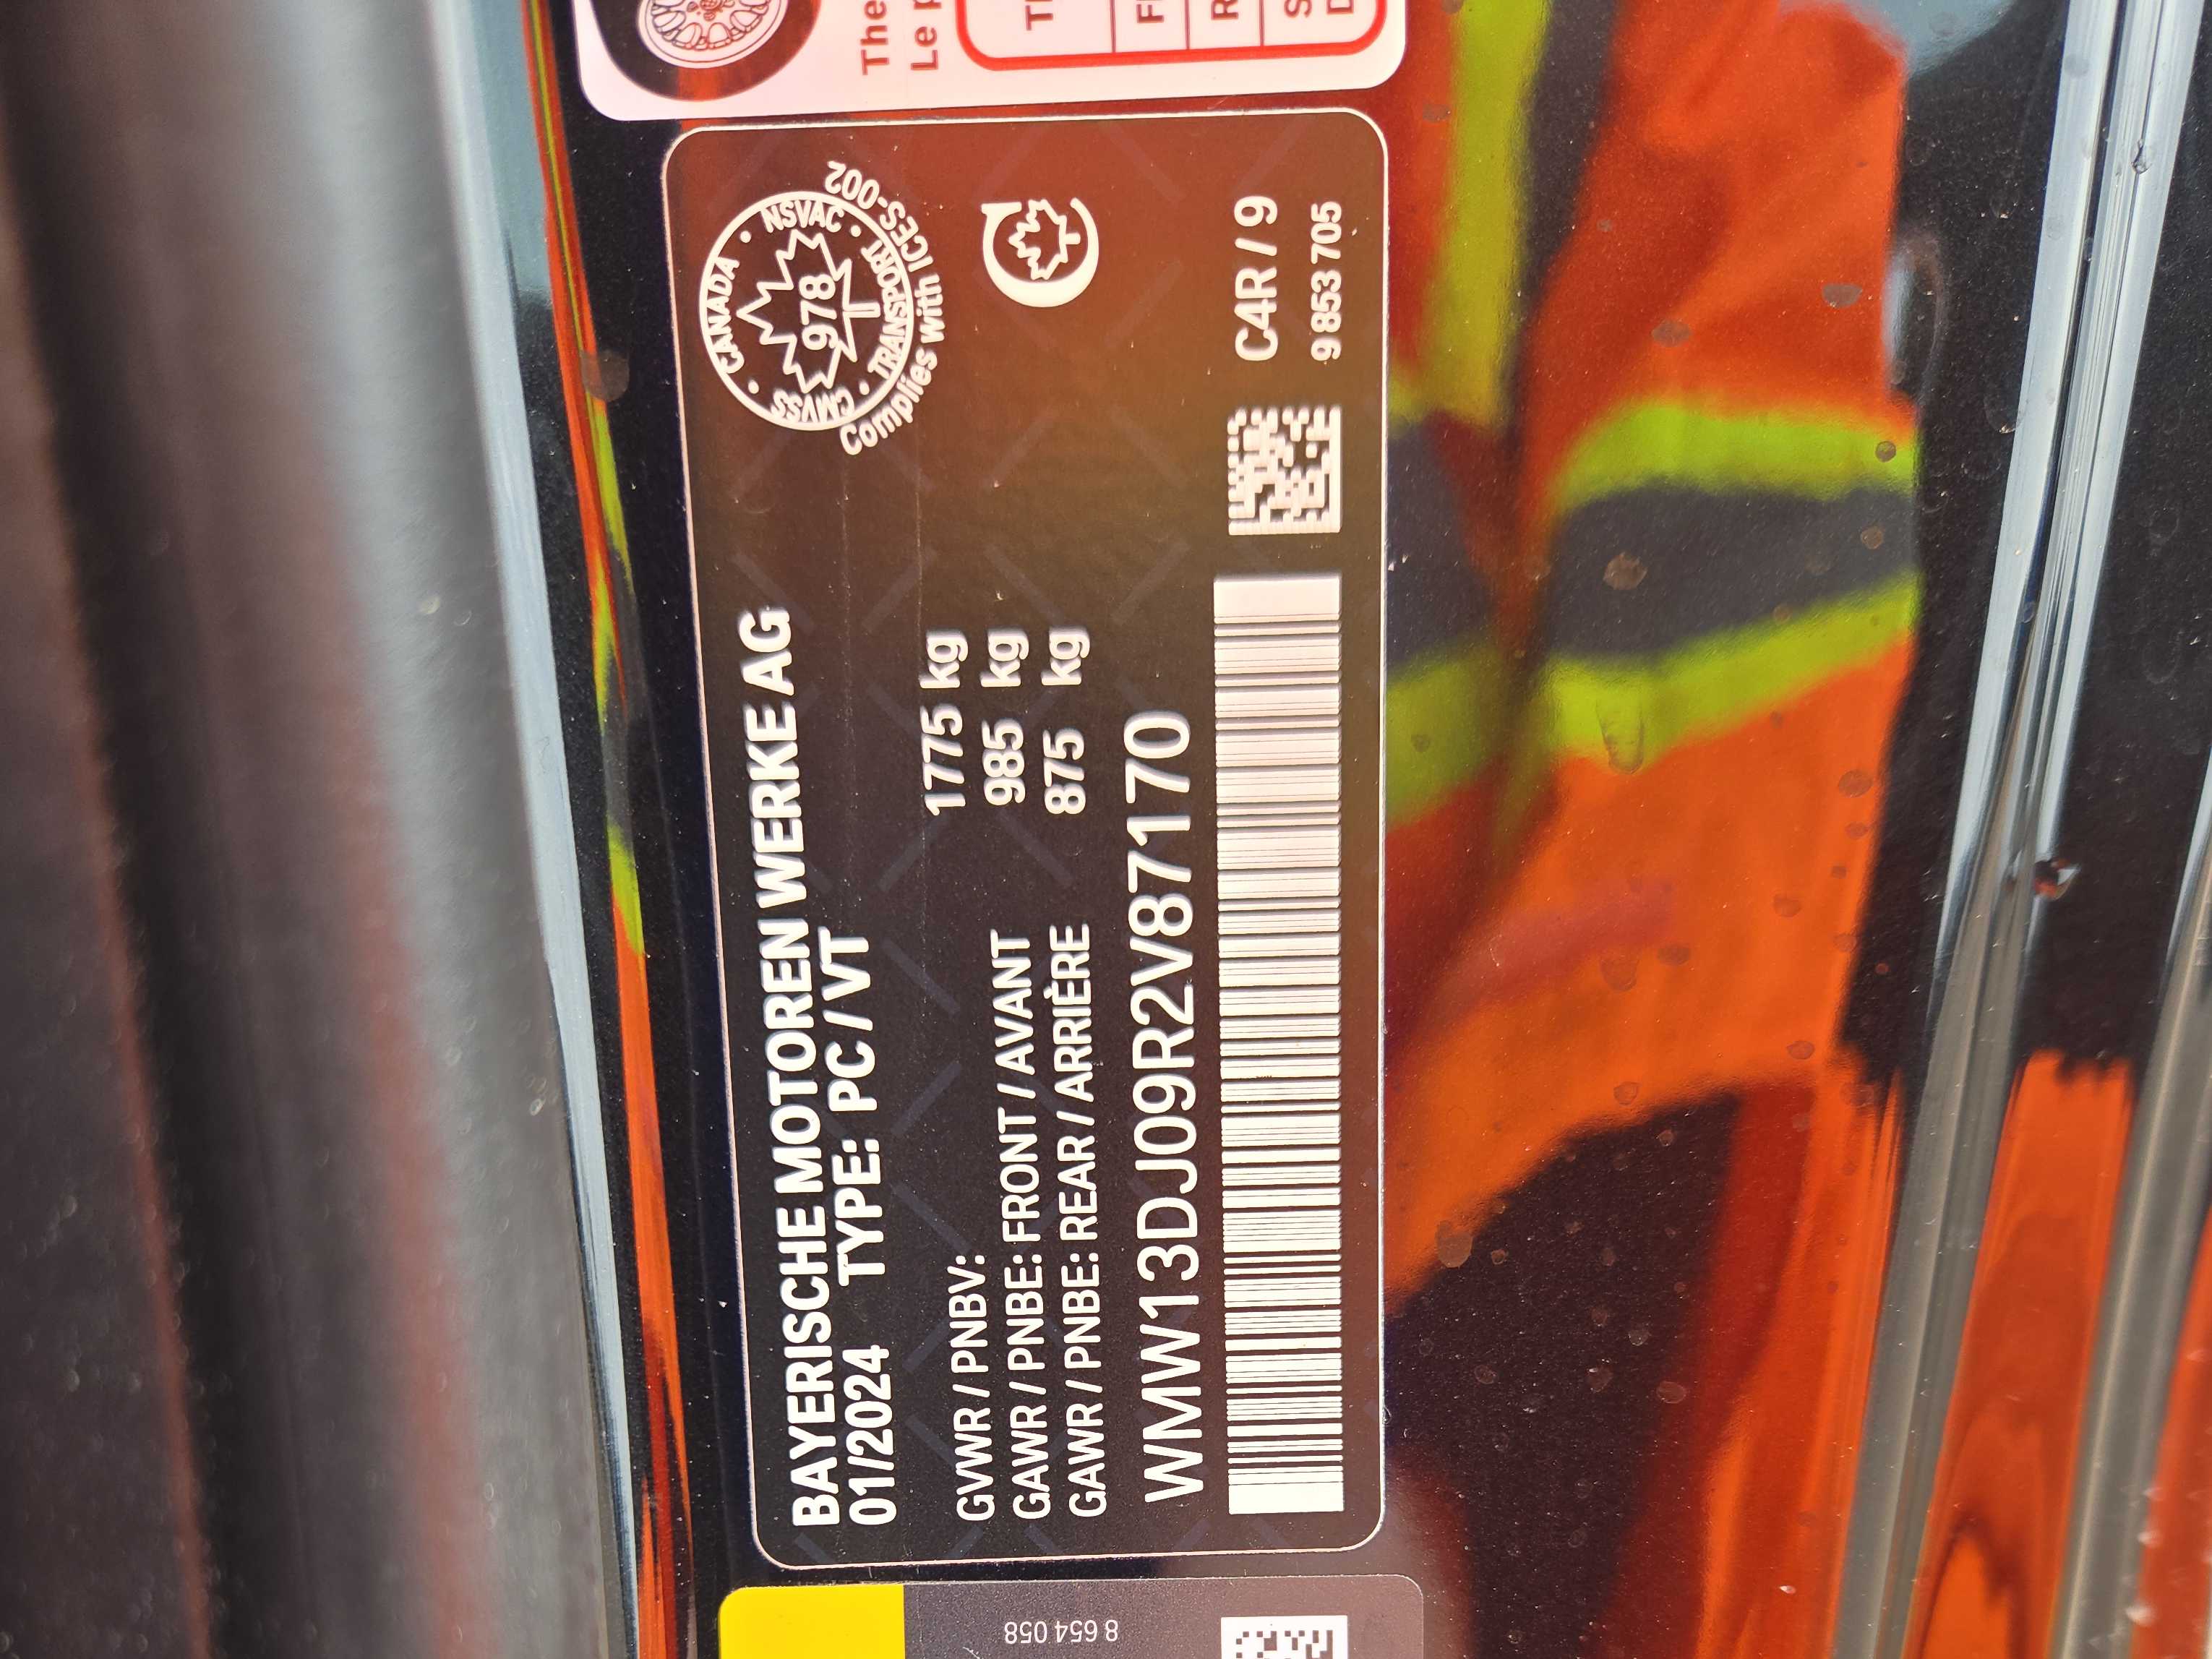 BAYERISCHE MOTOREN WERKE AG
01/2024 TYPE: PC / VT
GVWR / PNBV: 1775 kg
GAWR / PNBE: FRONT / AVANT 985 kg
GAWR / PNBE: REAR / ARRIÈRE 875 kg
WMW13DJ09R2V87170
CANADA • NSVAC • TRANSPORT • CMVSS •
978
Complies with ICES-002
C
C4R / 9
9 853 705
8 654 058
The
Le